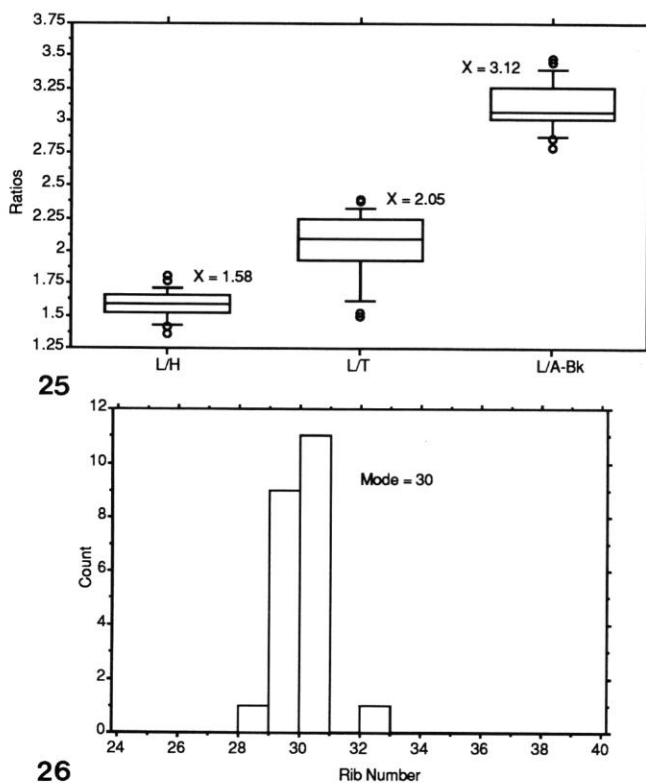 3.75
3.5
3.25
3
2.75
2.5
2.25
2
1.75
1.5
1.25
Ratios
X = 1.58
X = 2.05
X = 3.12
L/H
L/T
L/A-Bk
25
12
10
8
6
4
2
0
Count
Mode = 30
24
26
28
30
32
34
36
38
40
Rib Number
26